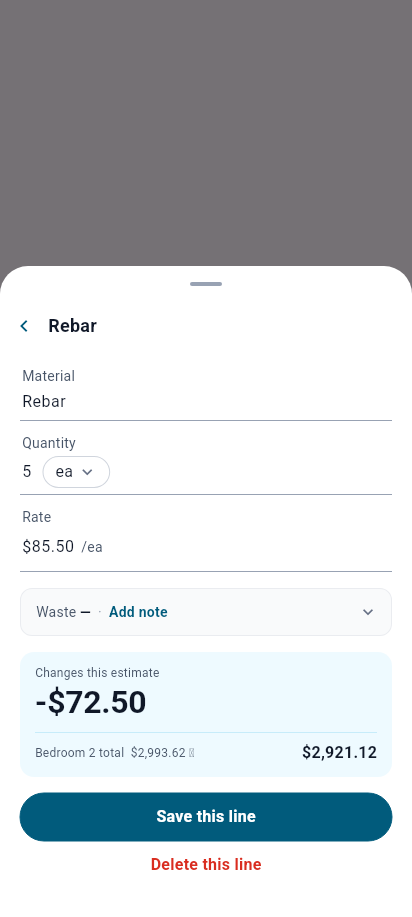 Rebar
Material
Rebar
Quantity
5 ea
Rate
$85.50 /ea
Waste — · Add note
Changes this estimate
-$72.50
Bedroom 2 total $2,993.62 $2,921.12
Save this line
Delete this line